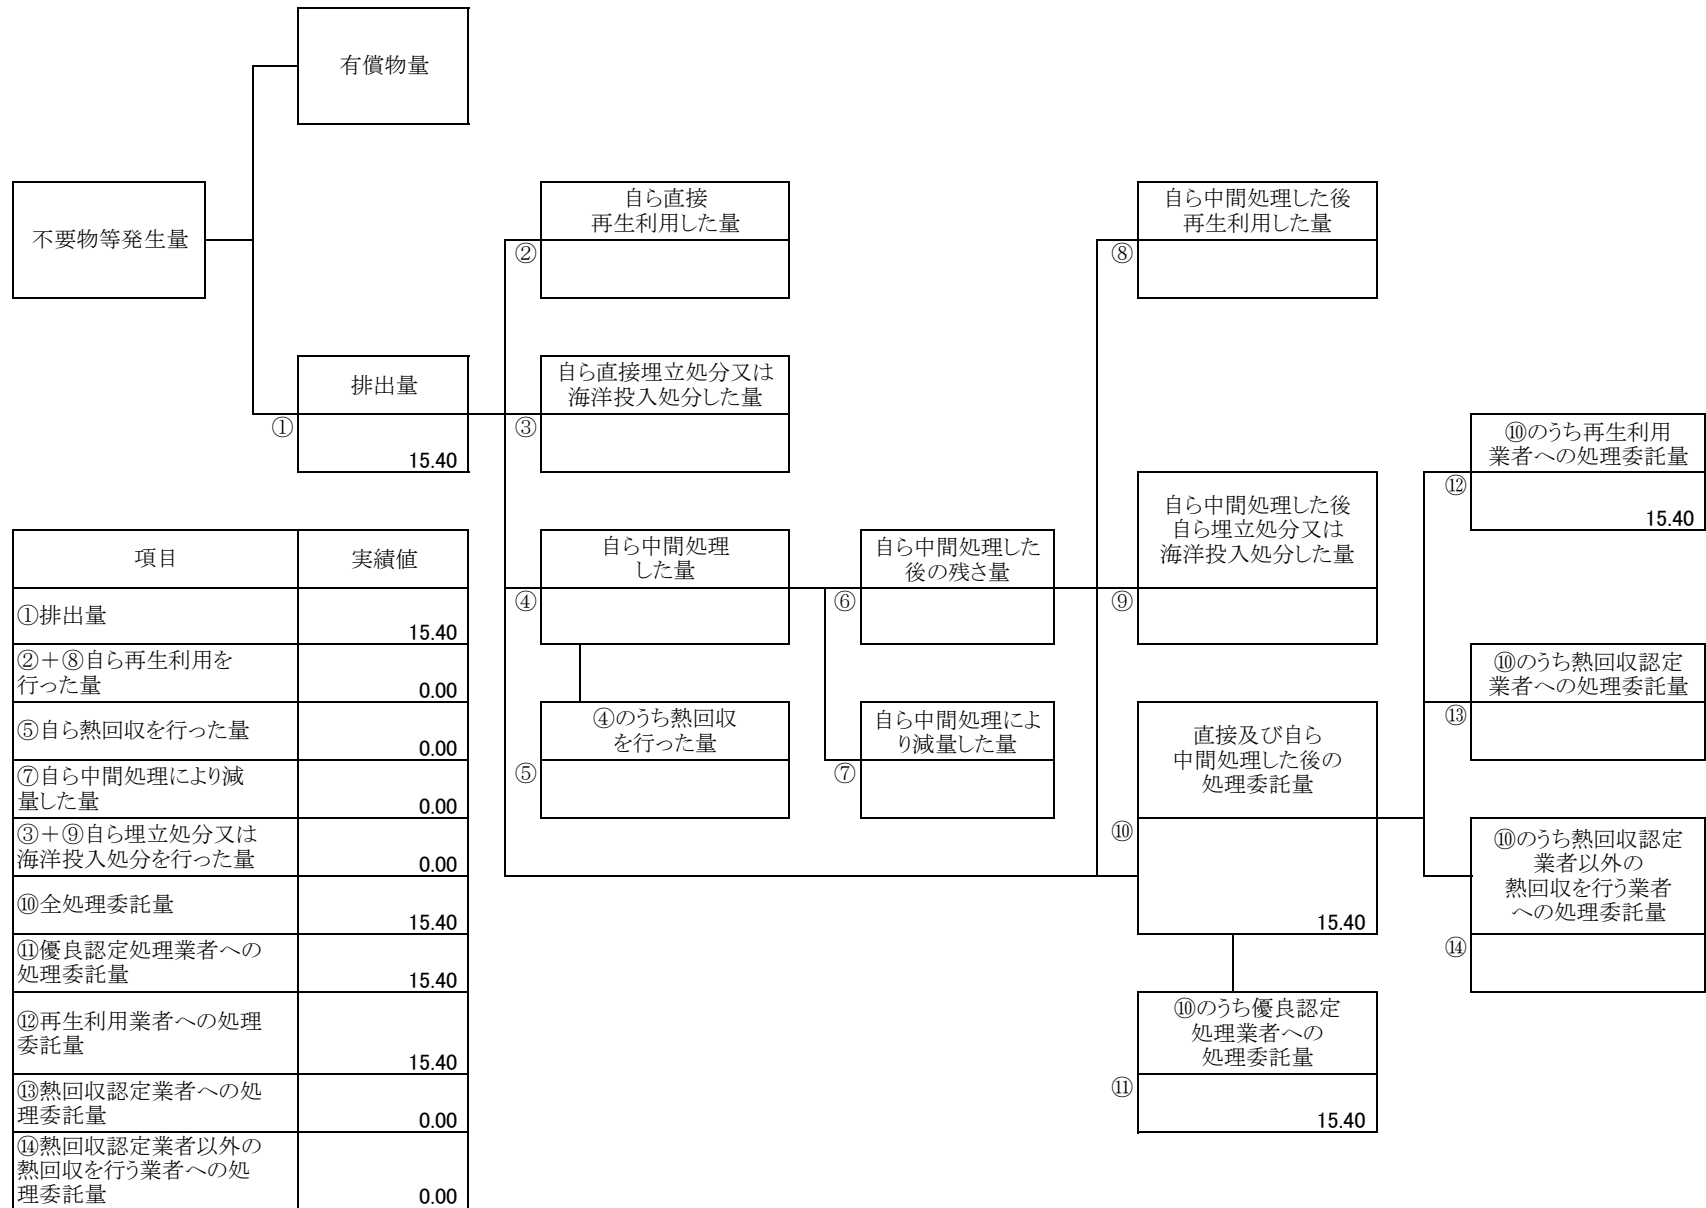 有償物量
不要物等発生量
自ら直接
再生利用した量
②
自ら中間処理した後
再生利用した量
⑧
排出量
①
15.40
自ら直接埋立処分又は
海洋投入処分した量
③
⑩のうち再生利用
業者への処理委託量
⑫
15.40
自ら中間処理した後
自ら埋立処分又は
海洋投入処分した量
⑨
自ら中間処理
した量
④
自ら中間処理した
後の残さ量
⑥
⑩のうち熱回収認定
業者への処理委託量
⑬
④のうち熱回収
を行った量
⑤
自ら中間処理によ
り減量した量
⑦
直接及び自ら
中間処理した後の
処理委託量
⑩
15.40
⑩のうち熱回収認定
業者以外の
熱回収を行う業者
への処理委託量
⑭
⑩のうち優良認定
処理業者への
処理委託量
⑪
15.40
項目 実績値
①排出量
15.40
②＋⑧自ら再生利用を
行った量 0.00
⑤自ら熱回収を行った量
0.00
⑦自ら中間処理により減
量した量 0.00
③＋⑨自ら埋立処分又は
海洋投入処分を行った量 0.00
⑩全処理委託量
15.40
⑪優良認定処理業者への
処理委託量 15.40
⑫再生利用業者への処理
委託量
15.40
⑬熱回収認定業者への処
理委託量 0.00
⑭熱回収認定業者以外の
熱回収を行う業者への処
理委託量 0.00